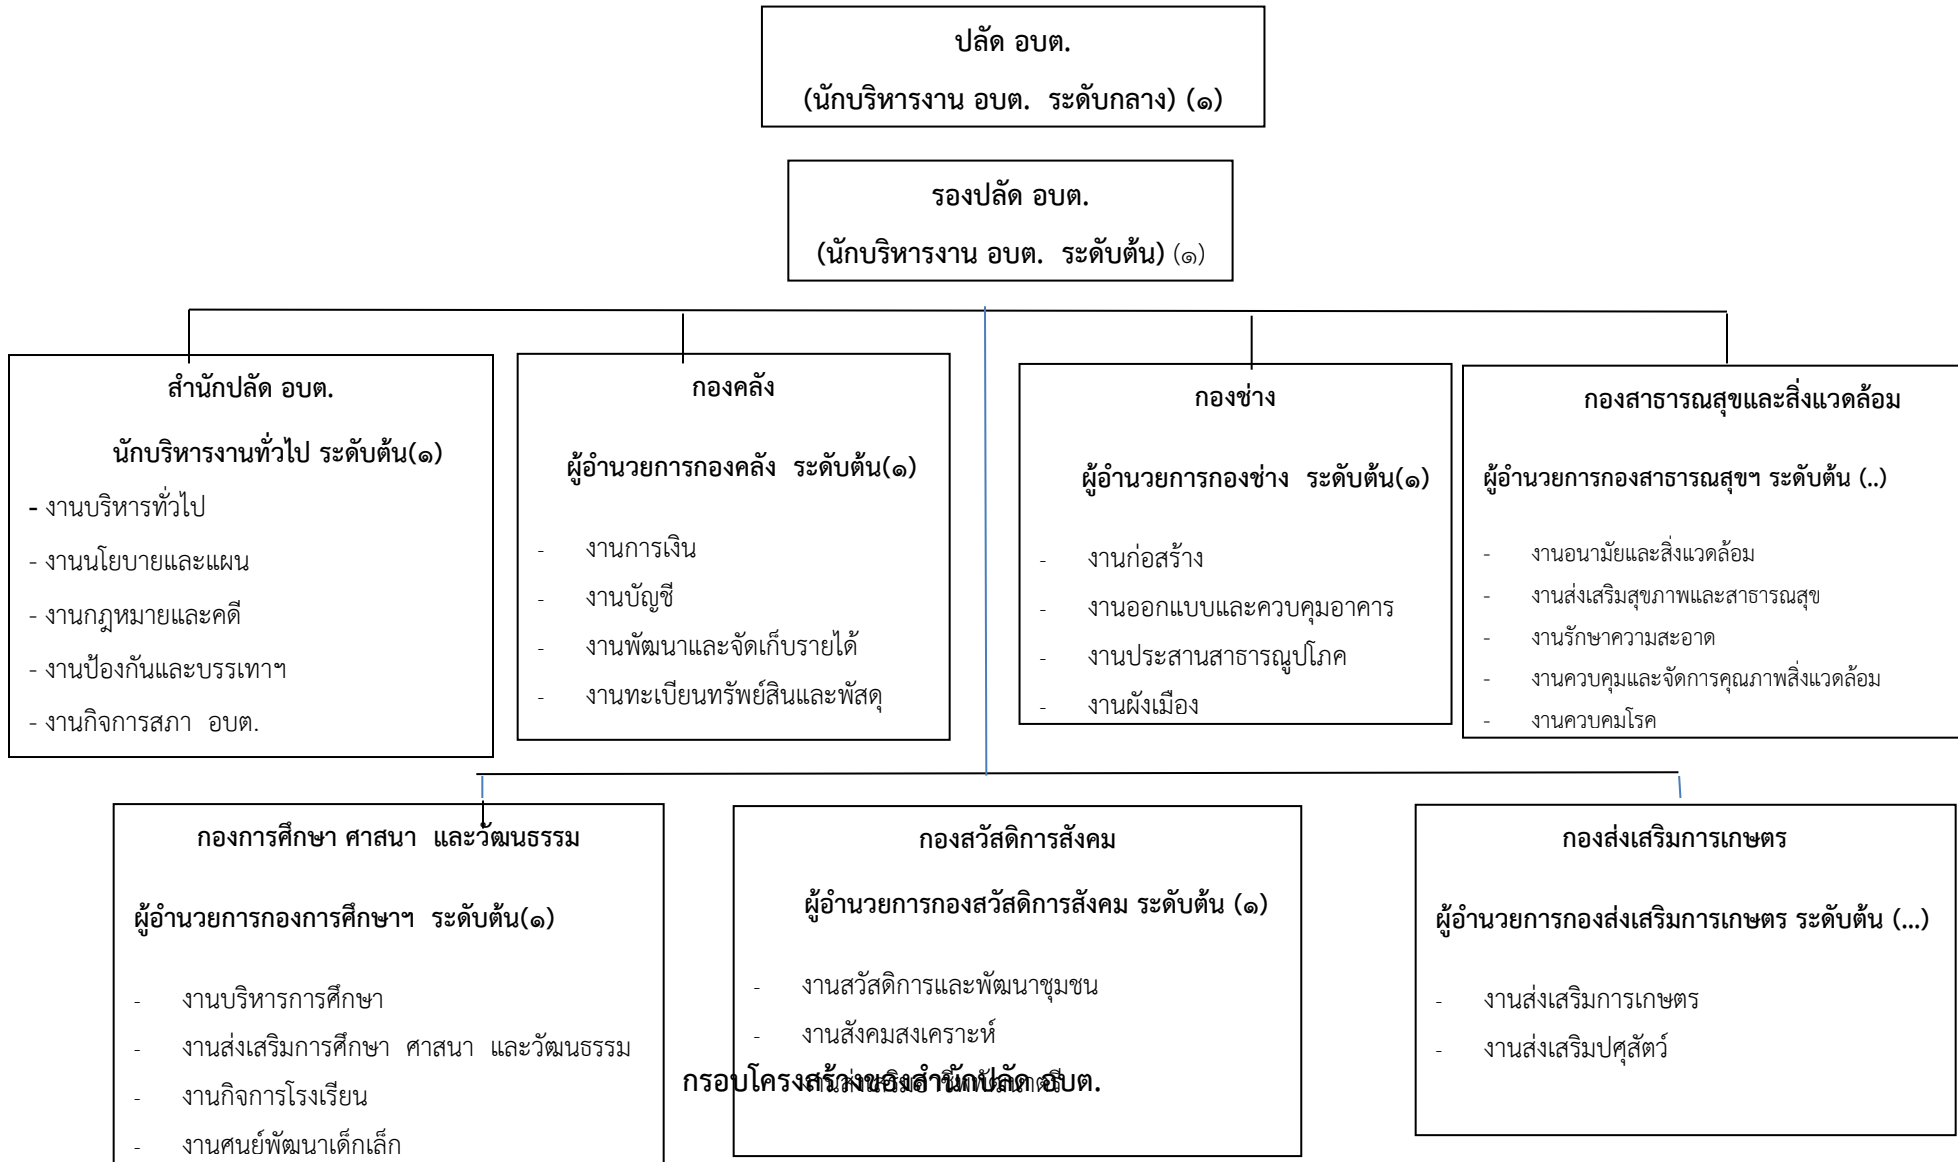 ปลัด อบต.
(นักบริหารงาน อบต. ระดับกลาง) (๑)
รองปลัด อบต.
(นักบริหารงาน อบต. ระดับต้น) (๑)
สำนักปลัด อบต.
นักบริหารงานทั่วไป ระดับต้น(๑)
- งานบริหารทั่วไป
- งานนโยบายและแผน
- งานกฎหมายและคดี
- งานป้องกันและบรรเทาฯ
- งานกิจการสภา อบต.
กองคลัง
ผู้อำนวยการกองคลัง ระดับต้น(๑)
- งานการเงิน
- งานบัญชี
- งานพัฒนาและจัดเก็บรายได้
- งานทะเบียนทรัพย์สินและพัสดุ
กองช่าง
ผู้อำนวยการกองช่าง ระดับต้น(๑)
- งานก่อสร้าง
- งานออกแบบและควบคุมอาคาร
- งานประสานสาธารณูปโภค
- งานผังเมือง
กองสาธารณสุขและสิ่งแวดล้อม
ผู้อำนวยการกองสาธารณสุขฯ ระดับต้น (..)
- งานอนามัยและสิ่งแวดล้อม
- งานส่งเสริมสุขภาพและสาธารณสุข
- งานรักษาความสะอาด
- งานควบคุมและจัดการคุณภาพสิ่งแวดล้อม
- งานควบคุมโรค
กองการศึกษา ศาสนา และวัฒนธรรม
ผู้อำนวยการกองการศึกษาฯ ระดับต้น(๑)
- งานบริหารการศึกษา
- งานส่งเสริมการศึกษา ศาสนา และวัฒนธรรม
- งานกิจการโรงเรียน
- งานศูนย์พัฒนาเด็กเล็ก
กองสวัสดิการสังคม
ผู้อำนวยการกองสวัสดิการสังคม ระดับต้น (๑)
- งานสวัสดิการและพัฒนาชุมชน
- งานสังคมสงเคราะห์
กรอบโครงสร้างของสำนักปลัด อบต.
กองส่งเสริมการเกษตร
ผู้อำนวยการกองส่งเสริมการเกษตร ระดับต้น (...)
- งานส่งเสริมการเกษตร
- งานส่งเสริมปศุสัตว์